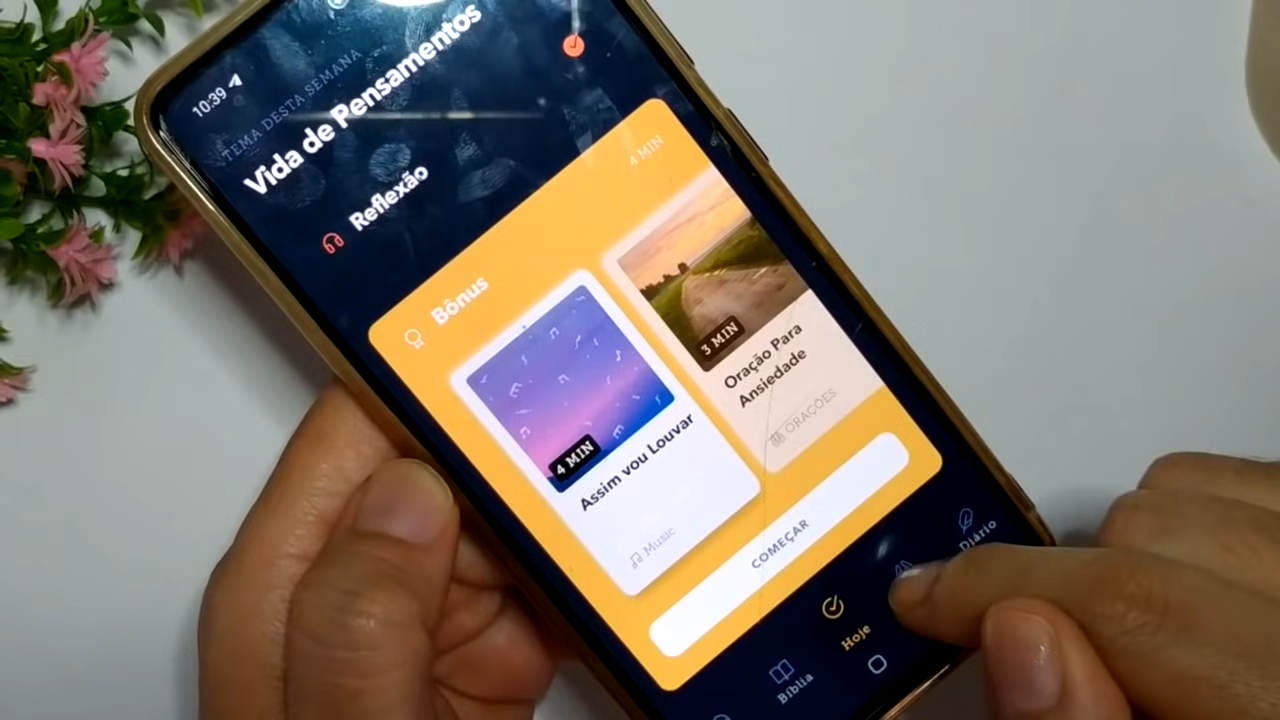 10:39
TEMA DESTA SEMANA
Vida de Pensamentos
Reflexão
4 MIN
Bônus
4 MIN
Assim vou Louvar
Music
3 MIN
Oração Para
Ansiedade
ORAÇÕES
COMEÇAR
Bíblia
Hoje
Diário